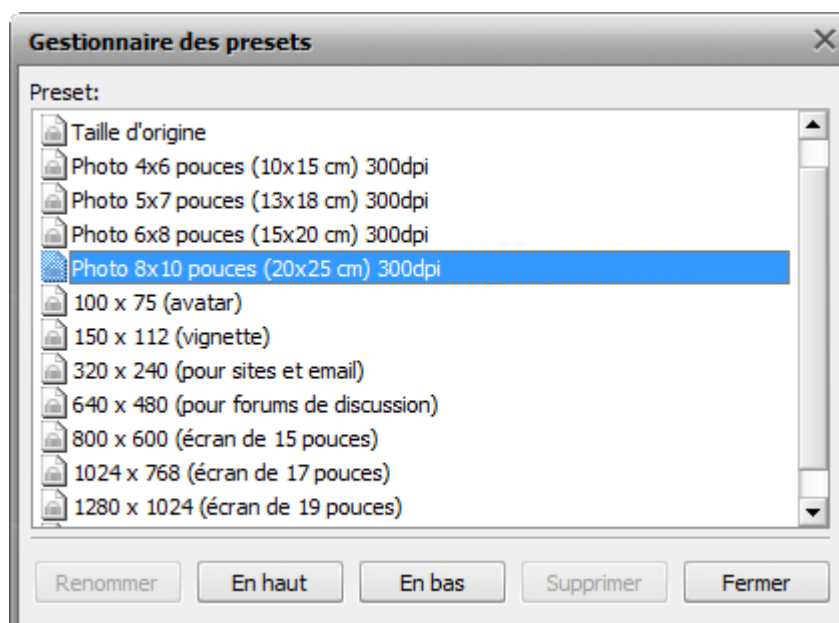 Gestionnaire des presets
Preset:
Taille d'origine
Photo 4x6 pouces (10x15 cm) 300dpi
Photo 5x7 pouces (13x18 cm) 300dpi
Photo 6x8 pouces (15x20 cm) 300dpi
Photo 8x10 pouces (20x25 cm) 300dpi
100 x 75 (avatar)
150 x 112 (vignette)
320 x 240 (pour sites et email)
640 x 480 (pour forums de discussion)
800 x 600 (écran de 15 pouces)
1024 x 768 (écran de 17 pouces)
1280 x 1024 (écran de 19 pouces)
Renommer En haut En bas Supprimer Fermer